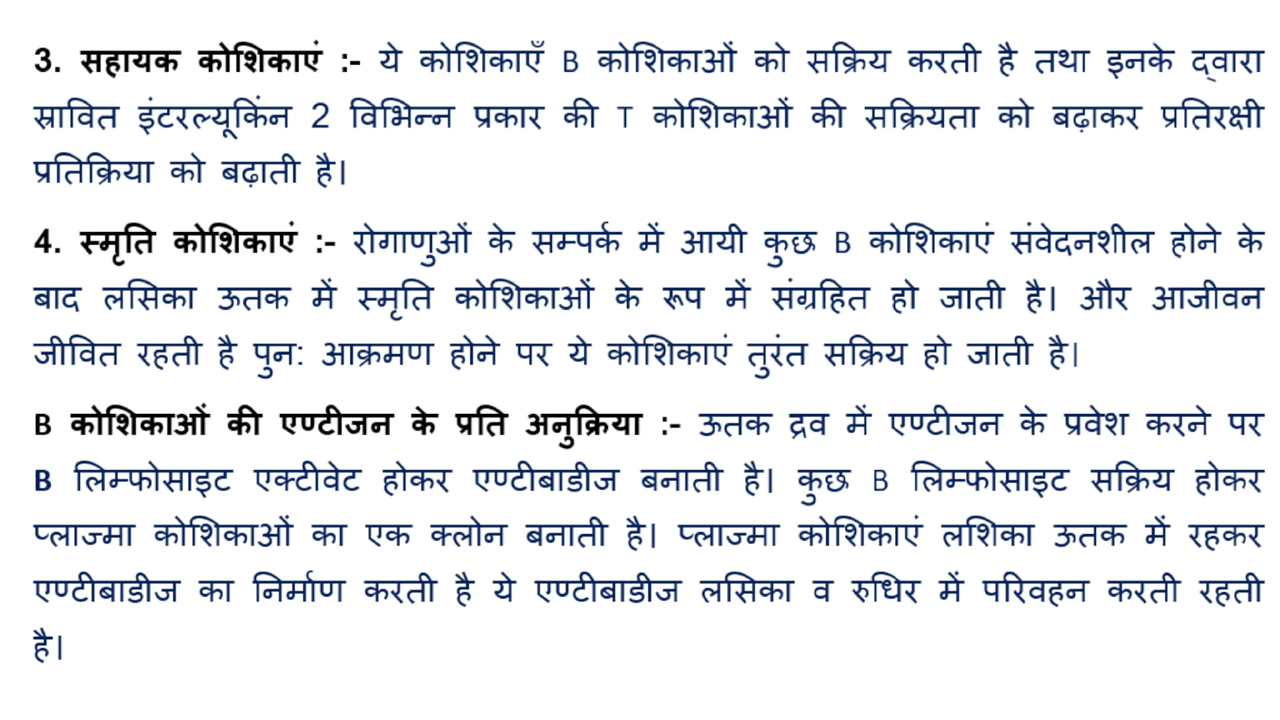 3. सहायक कोशिकाएं :- ये कोशिकाएँ B कोशिकाओं को सक्रिय करती है तथा इनके द्वारा
स्रावित इंटरल्यूकिंन 2 विभिन्न प्रकार की T कोशिकाओं की सक्रियता को बढ़ाकर प्रतिरक्षी
प्रतिक्रिया को बढ़ाती है।
4. स्मृति कोशिकाएं :- रोगाणुओं के सम्पर्क में आयी कुछ B कोशिकाएं संवेदनशील होने के
बाद लसिका ऊतक में स्मृति कोशिकाओं के रूप में संग्रहित हो जाती है। और आजीवन
जीवित रहती है पुन: आक्रमण होने पर ये कोशिकाएं तुरंत सक्रिय हो जाती है।
B कोशिकाओं की एण्टीजन के प्रति अनुक्रिया :- ऊतक द्रव में एण्टीजन के प्रवेश करने पर
B लिम्फोसाइट एक्टीवेट होकर एण्टीबाडीज बनाती है। कुछ B लिम्फोसाइट सक्रिय होकर
प्लाज्मा कोशिकाओं का एक क्लोन बनाती है। प्लाज्मा कोशिकाएं लशिका ऊतक में रहकर
एण्टीबाडीज का निर्माण करती है ये एण्टीबाडीज लसिका व रुधिर में परिवहन करती रहती
है।